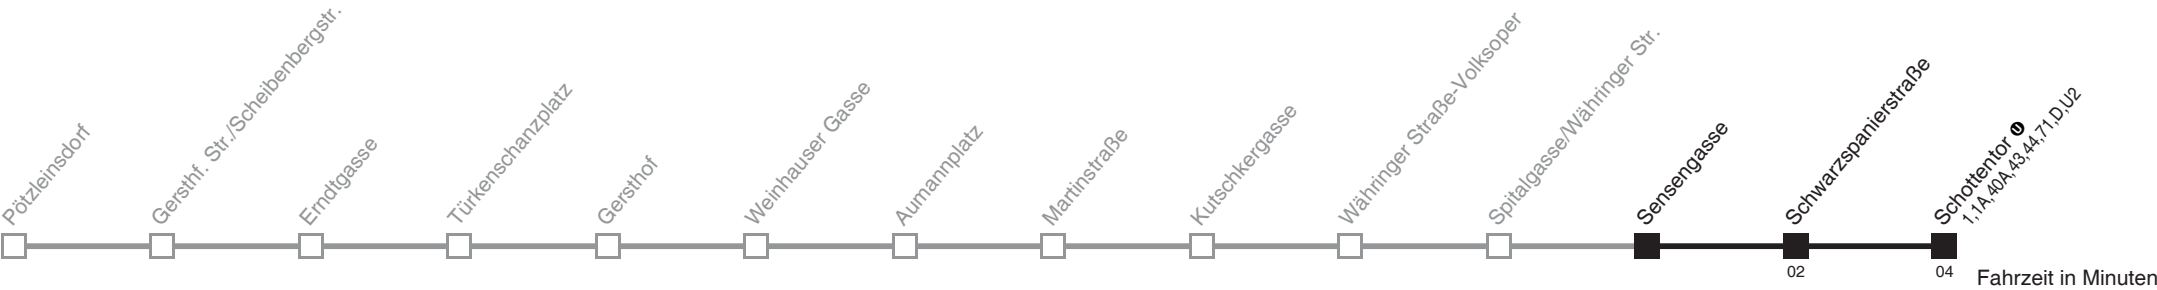 Pötzleinsdorf
Gersthf. Str./Scheibenbergstr.
Erndtgasse
Türkenschanzplatz
Gersthof
Weinhauser Gasse
Aumannplatz
Martinstraße
Kutschkergasse
Währinger Straße-Volksoper
Spitalgasse/Währinger Str.
Sensengasse
Schwarzspanierstraße
Schottentor U
1,1A,40A,43,44,71,D,U2
02
04
Fahrzeit in Minuten